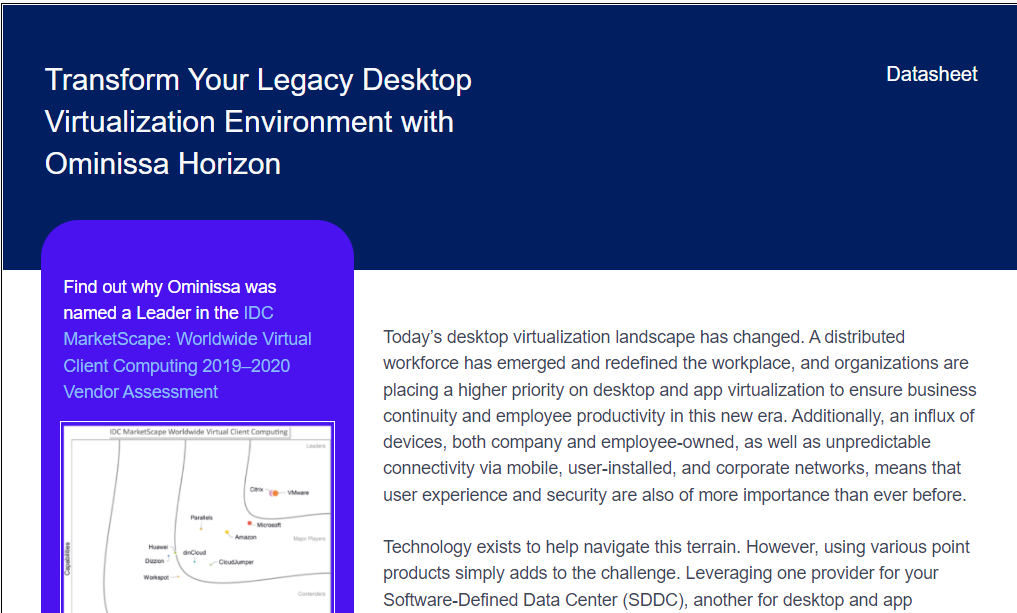 Transform Your Legacy Desktop
Virtualization Environment with
Ominissa Horizon
Datasheet
Find out why Ominissa was
named a Leader in the IDC
MarketScape: Worldwide Virtual
Client Computing 2019–2020
Vendor Assessment
IDC MarketScape Worldwide Virtual Client Computing
Leaders
Citrix
VMware
Parallels
Microsoft
Amazon
Major Players
Huawei
dinCloud
Dizzion
CloudJumper
Workspot
Contenders
Capabilities
Today’s desktop virtualization landscape has changed. A distributed
workforce has emerged and redefined the workplace, and organizations are
placing a higher priority on desktop and app virtualization to ensure business
continuity and employee productivity in this new era. Additionally, an influx of
devices, both company and employee-owned, as well as unpredictable
connectivity via mobile, user-installed, and corporate networks, means that
user experience and security are also of more importance than ever before.
Technology exists to help navigate this terrain. However, using various point
products simply adds to the challenge. Leveraging one provider for your
Software-Defined Data Center (SDDC), another for desktop and app